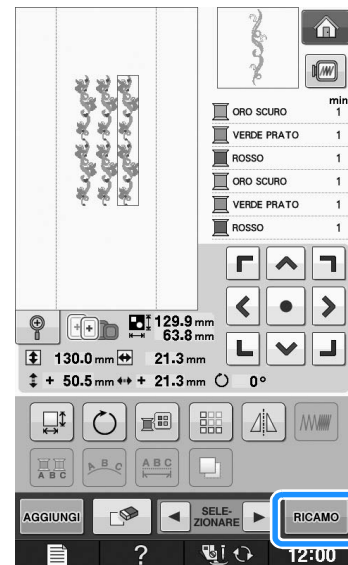 min
ORO SCURO 1
VERDE PRATO 1
ROSSO 1
ORO SCURO 1
VERDE PRATO 1
ROSSO 1
129.9 mm
63.8 mm
130.0 mm 21.3 mm
+ 50.5 mm + 21.3 mm 0°
A B C A B C A B C
AGGIUNGI SELE-
ZIONARE RICAMO
? 12:00